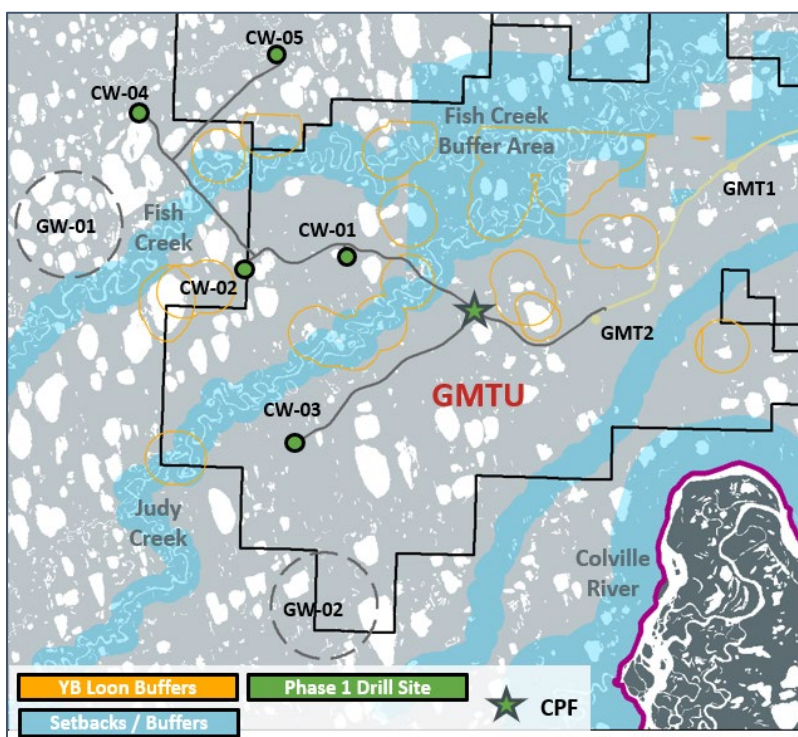 CW-05
CW-04
Fish Creek
Buffer Area
GMT1
GW-01
Fish
Creek
CW-01
CW-02
GMT2
GMTU
CW-03
Judy
Creek
Colville
River
GW-02
YB Loon Buffers
Phase 1 Drill Site
CPF
Setbacks / Buffers